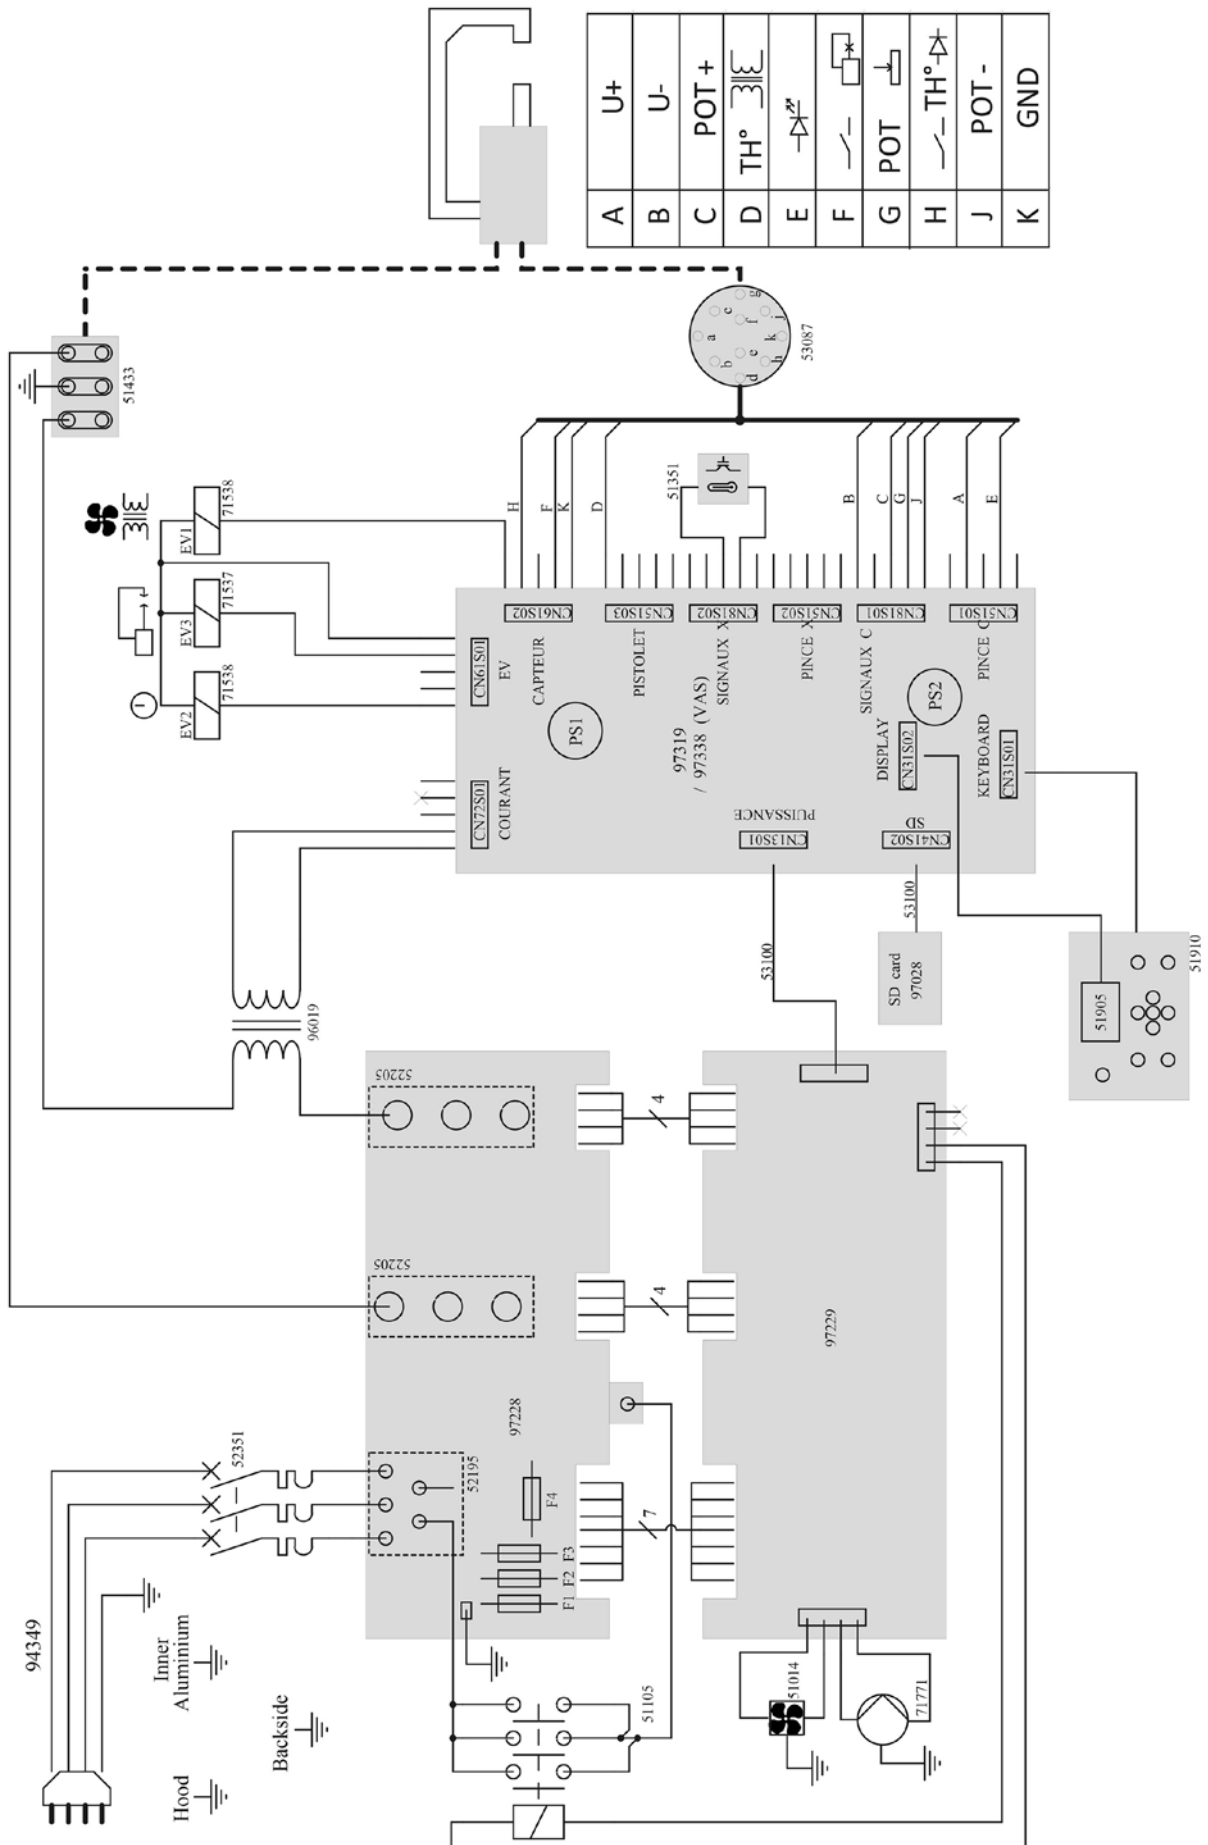 A U+
B U-
C POT +
D TH°
E
F
G POT
H TH°
J POT -
K GND
51433
a
b
c
d
e
f
g
h
j
k
53087
EV1
71538
EV3
71537
EV2
71538
51351
H
F
K
D
B
C
G
J
A
E
CN61S01
EV
CN72S01
COURANT
CN61S02
CAPTEUR
CN51S03
PISTOLET
CN81S02
SIGNAUX X
CN51S02
PINCE X
CN81S01
SIGNAUX C
CN51S01
PINCE C
PS1
97319
/ 97338 (VAS)
PS2
DISPLAY
CN31S02
KEYBOARD
CN31S01
PUISSANCE
CN13S01
SD
CN41S02
53100
53100
SD card
97028
51905
51910
96019
52205
52205
4
4
7
97228
97229
52351
52195
F4
F3
F2
F1
94349
Inner
Aluminium
Backside
Hood
51105
51014
71771